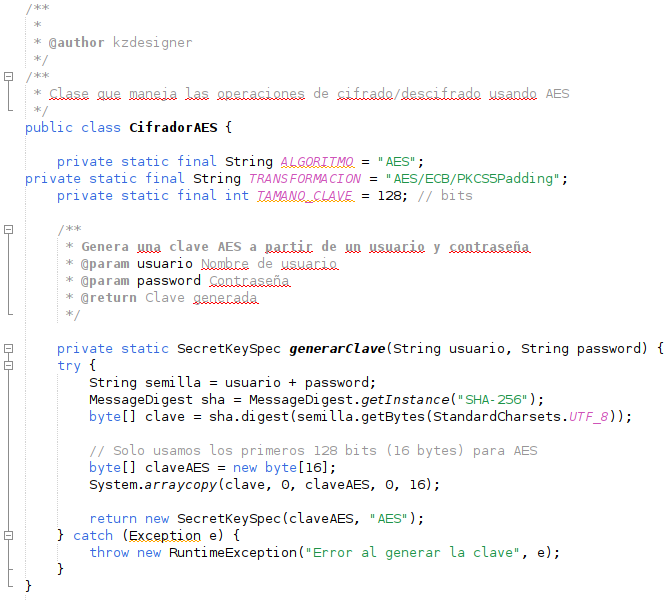 /**
 *
 * @author kzdesigner
 */
/**
 * Clase que maneja las operaciones de cifrado/descifrado usando AES
 */
public class CifradorAES {
    private static final String ALGORITMO = "AES";
private static final String TRANSFORMACION = "AES/ECB/PKCS5Padding";
    private static final int TAMANO_CLAVE = 128; // bits
    /**
     * Genera una clave AES a partir de un usuario y contraseña
     * @param usuario Nombre de usuario
     * @param password Contraseña
     * @return Clave generada
     */
    private static SecretKeySpec generarClave(String usuario, String password) {
    try {
        String semilla = usuario + password;
        MessageDigest sha = MessageDigest.getInstance("SHA-256");
        byte[] clave = sha.digest(semilla.getBytes(StandardCharsets.UTF_8));
        // Solo usamos los primeros 128 bits (16 bytes) para AES
        byte[] claveAES = new byte[16];
        System.arraycopy(clave, 0, claveAES, 0, 16);
        return new SecretKeySpec(claveAES, "AES");
    } catch (Exception e) {
        throw new RuntimeException("Error al generar la clave", e);
    }
}